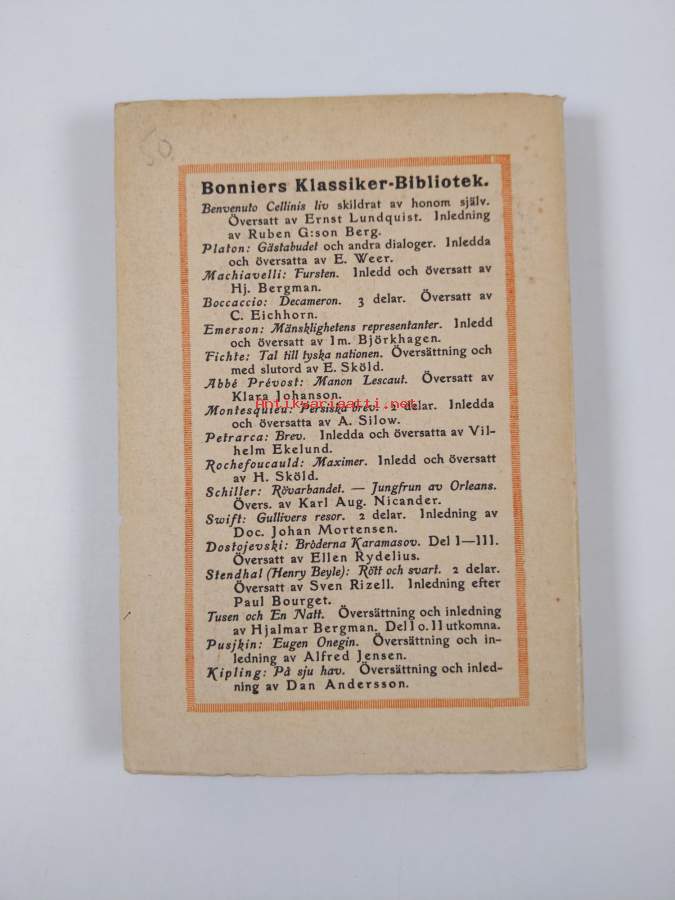 50
Bonniers Klassiker-Bibliotek.
Benvenuto Cellinis liv skildrat av honom själv.
Översatt av Ernst Lundquist. Inledning
av Ruben G:son Berg.
Platon: Gästabudet och andra dialoger. Inledda
och översatta av E. Weer.
Machiavelli: Fursten. Inledd och översatt av
Hj. Bergman.
Boccaccio: Decameron. 3 delar. Översatt av
C. Eichhorn.
Emerson: Mänsklighetens representanter. Inledd
och översatt av Im. Björkhagen.
Fichte: Tal till tyska nationen. Översättning och
med slutord av E. Sköld.
Abbé Prévost: Manon Lescaut. Översatt av
Klara Johanson.
Antikvariaatti.net
Montesquieu: Persiska brev. 2 delar. Inledda
och översatta av A. Silow.
Petrarca: Brev. Inledda och översatta av Vil-
helm Ekelund.
Rochefoucauld: Maximer. Inledd och översatt
av H. Sköld.
Schiller: Rövarbandet. — Jungfrun av Orleans.
Övers. av Karl Aug. Nicander.
Swift: Gullivers resor. 2 delar. Inledning av
Doc. Johan Mortensen.
Dostojevski: Bröderna Karamasov. Del I—III.
Översatt av Ellen Rydelius.
Stendhal (Henry Beyle): Rött och svart. 2 delar.
Översatt av Sven Rizell. Inledning efter
Paul Bourget.
Tusen och En Natt. Översättning och inledning
av Hjalmar Bergman. Del I o. II utkomna.
Pusjkin: Eugen Onegin. Översättning och in-
ledning av Alfred Jensen.
Kipling: På sju hav. Översättning och inled-
ning av Dan Andersson.